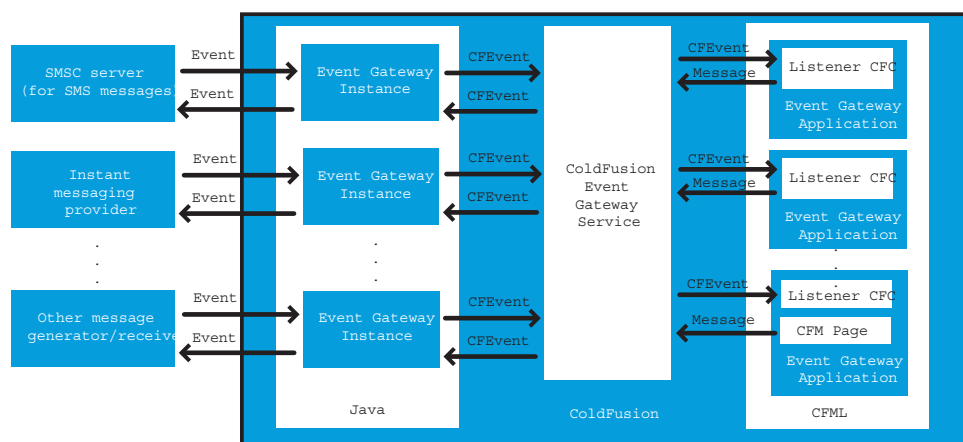 SMSC server
(for SMS messages)
Event
Event
Event Gateway
Instance
CFEvent
CFEvent
CFEvent
Message
Listener CFC
Event Gateway
Application
Instant
messaging
provider
Event
Event
Event Gateway
Instance
CFEvent
CFEvent
ColdFusion
Event
Gateway
Service
CFEvent
Message
Listener CFC
Event Gateway
Application
.
.
.
.
.
.
.
.
.
Other message
generator/receive
Event
Event
Event Gateway
Instance
CFEvent
CFEvent
CFEvent
Message
Listener CFC
CFM Page
Event Gateway
Application
Java
ColdFusion
CFML